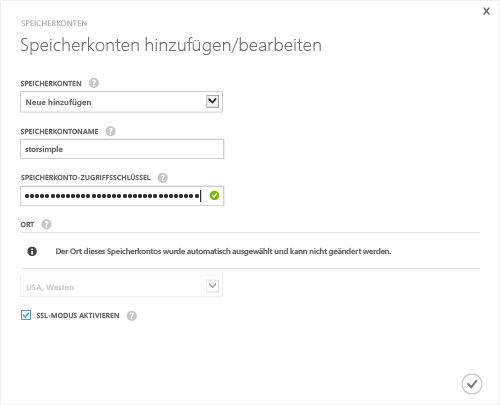 SPEICHERKONTEN
Speicherkonten hinzufügen/bearbeiten
SPEICHERKONTEN ?
Neue hinzufügen
SPEICHERKONTONAME ?
storsimple
SPEICHERKONTO-ZUGRIFFSSCHLÜSSEL ?
ORT ?
Der Ort dieses Speicherkontos wurde automatisch ausgewählt und kann nicht geändert werden.
USA, Westen
SSL-MODUS AKTIVIEREN ?